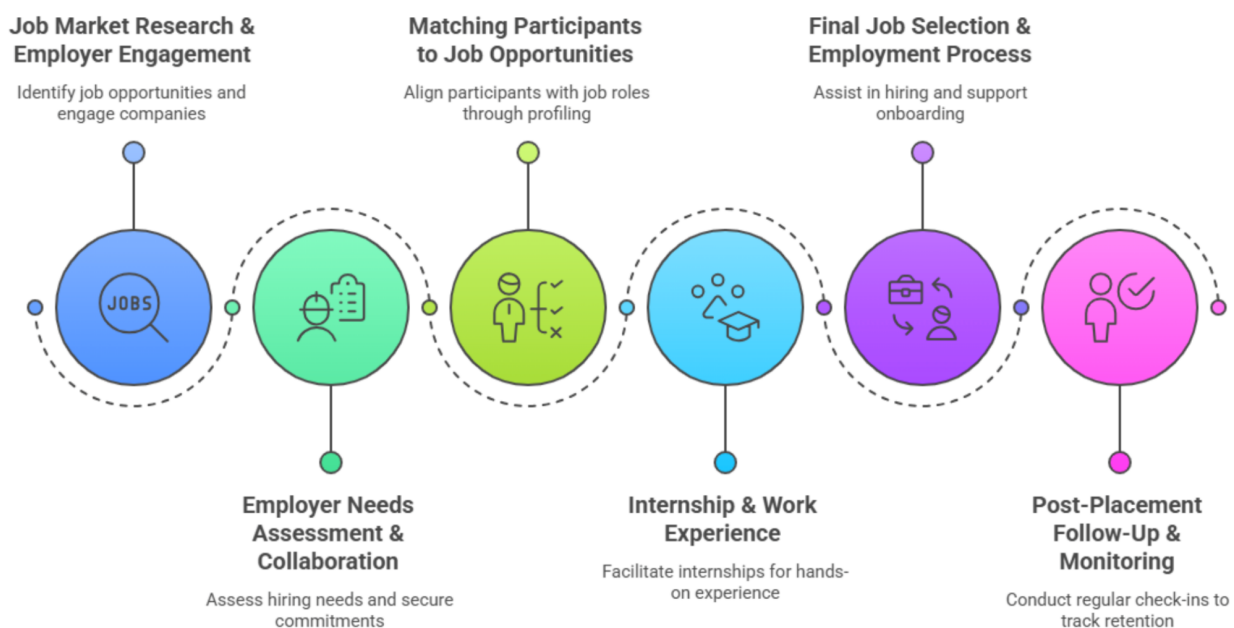 Job Market Research &
Employer Engagement
Identify job opportunities and
engage companies
JOBS
Employer Needs
Assessment &
Collaboration
Assess hiring needs and secure
commitments
Matching Participants
to Job Opportunities
Align participants with job roles
through profiling
Internship & Work
Experience
Facilitate internships for hands-
on experience
Final Job Selection &
Employment Process
Assist in hiring and support
onboarding
Post-Placement
Follow-Up &
Monitoring
Conduct regular check-ins to
track retention